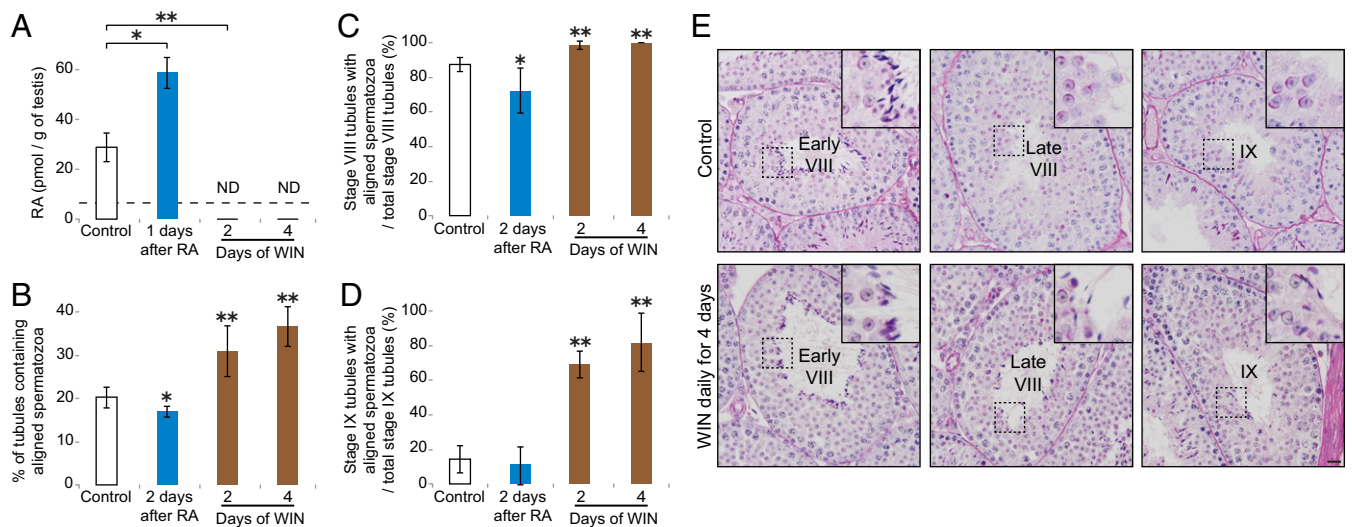 A
**
*
RA (pmol / g of testis)
60
40
20
0
ND
ND
Control
1 days
after RA
2
4
Days of WIN
B
% of tubules containing
aligned spermatozoa
40
30
20
10
0
*
**
**
Control
2 days
after RA
2
4
Days of WIN
C
Stage VIII tubules with
aligned spermatozoa
/ total stage VIII tubules (%)
100
80
60
40
20
0
*
**
**
Control
2 days
after RA
2
4
Days of WIN
D
Stage IX tubules with
aligned spermatozoa
/ total stage IX tubules (%)
100
80
60
40
20
0
**
**
Control
2 days
after RA
2
4
Days of WIN
E
Control
Early
VIII
Late
VIII
IX
WIN daily for 4 days
Early
VIII
Late
VIII
IX